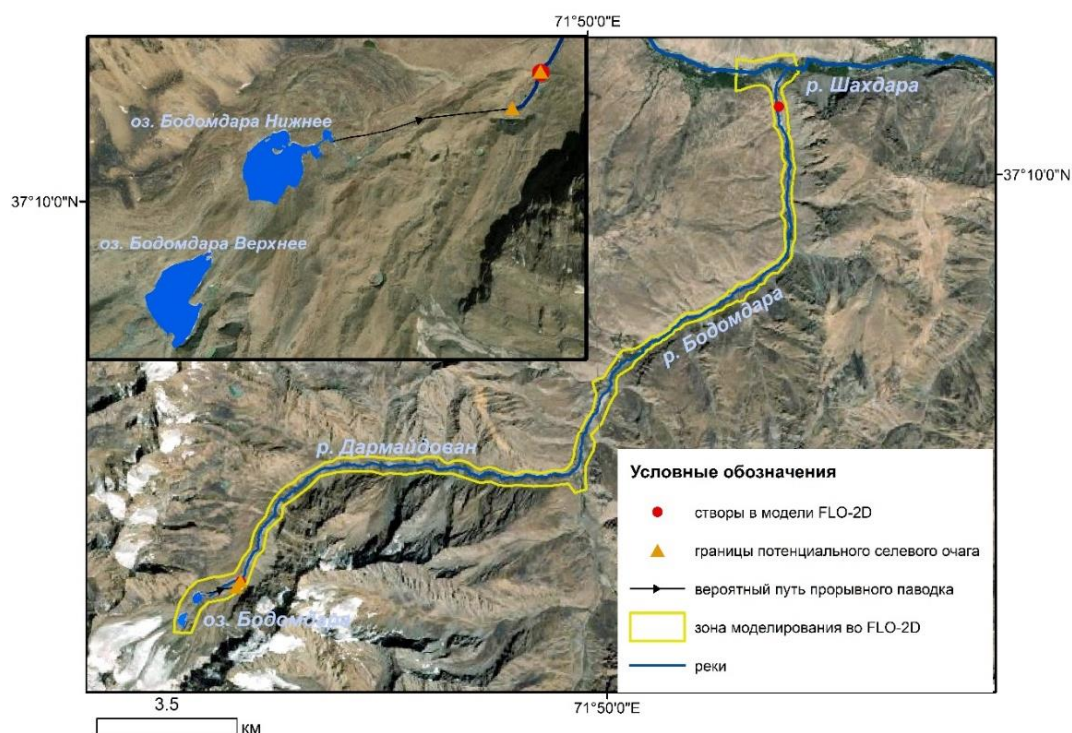 71°50'0"E
оз. Бодомдара Нижнее
р. Шахдара
37°10'0"N
37°10'0"N
оз. Бодомдара Верхнее
р. Бодомдара
р. Дармайдован
оз. Бодомдара
Условные обозначения
створы в модели FLO-2D
границы потенциального селевого очага
вероятный путь прорывного паводка
зона моделирования во FLO-2D
реки
3.5
км
71°50'0"E